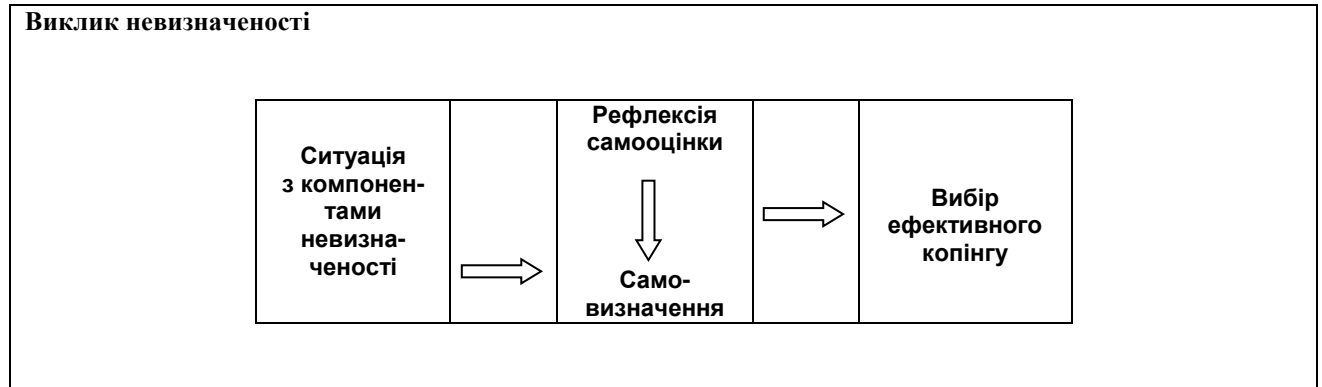 Виклик невизначеності
Ситуація
з компонен-
тами
невизна-
ченості
Рефлексія
самооцінки
Само-
визначення
Вибір
ефективного
копінгу